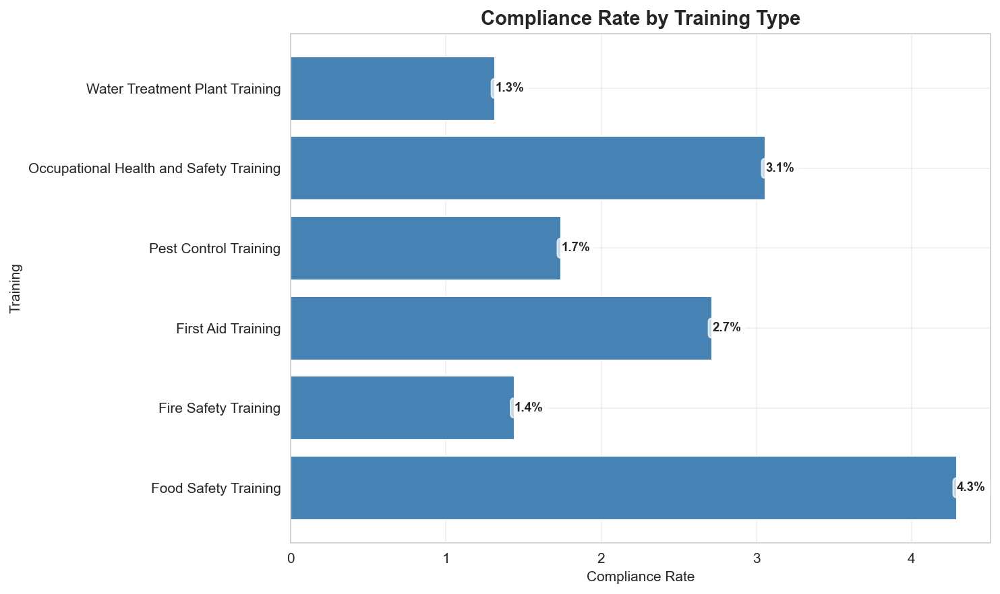 Compliance Rate by Training Type
Water Treatment Plant Training
1.3%
Occupational Health and Safety Training
3.1%
Pest Control Training
1.7%
Training
First Aid Training
2.7%
Fire Safety Training
1.4%
Food Safety Training
4.3%
0 1 2 3 4
Compliance Rate